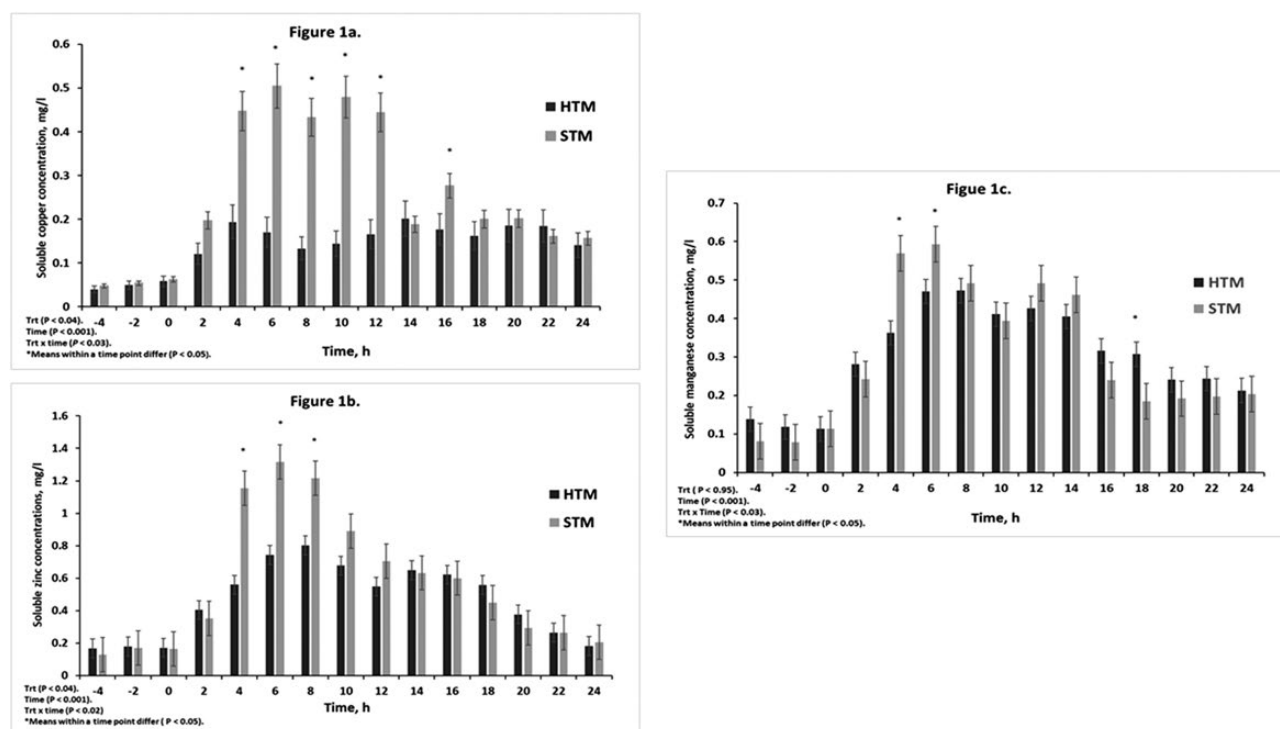 Figure 1a.
Soluble copper concentration, mg/l
0.6
0.5
0.4
0.3
0.2
0.1
0
* * * * * *
HTM
STM
-4 -2 0 2 4 6 8 10 12 14 16 18 20 22 24
Time, h
Trt (P < 0.04).
Time (P < 0.001).
Trt x time (P < 0.03).
*Means within a time point differ (P < 0.05).
Figure 1b.
Soluble zinc concentrations, mg/l
1.6
1.4
1.2
1
0.8
0.6
0.4
0.2
0
* * *
HTM
STM
-4 -2 0 2 4 6 8 10 12 14 16 18 20 22 24
Time, h
Trt (P < 0.04).
Time (P < 0.001).
Trt x time (P < 0.02)
*Means within a time point differ ( P < 0.05).
Figue 1c.
Soluble manganese concentration, mg/l
0.7
0.6
0.5
0.4
0.3
0.2
0.1
0
* * *
HTM
STM
-4 -2 0 2 4 6 8 10 12 14 16 18 20 22 24
Time, h
Trt ( P < 0.95).
Time (P < 0.001).
Trt x Time (P < 0.03).
*Means within a time point differ (P < 0.05).